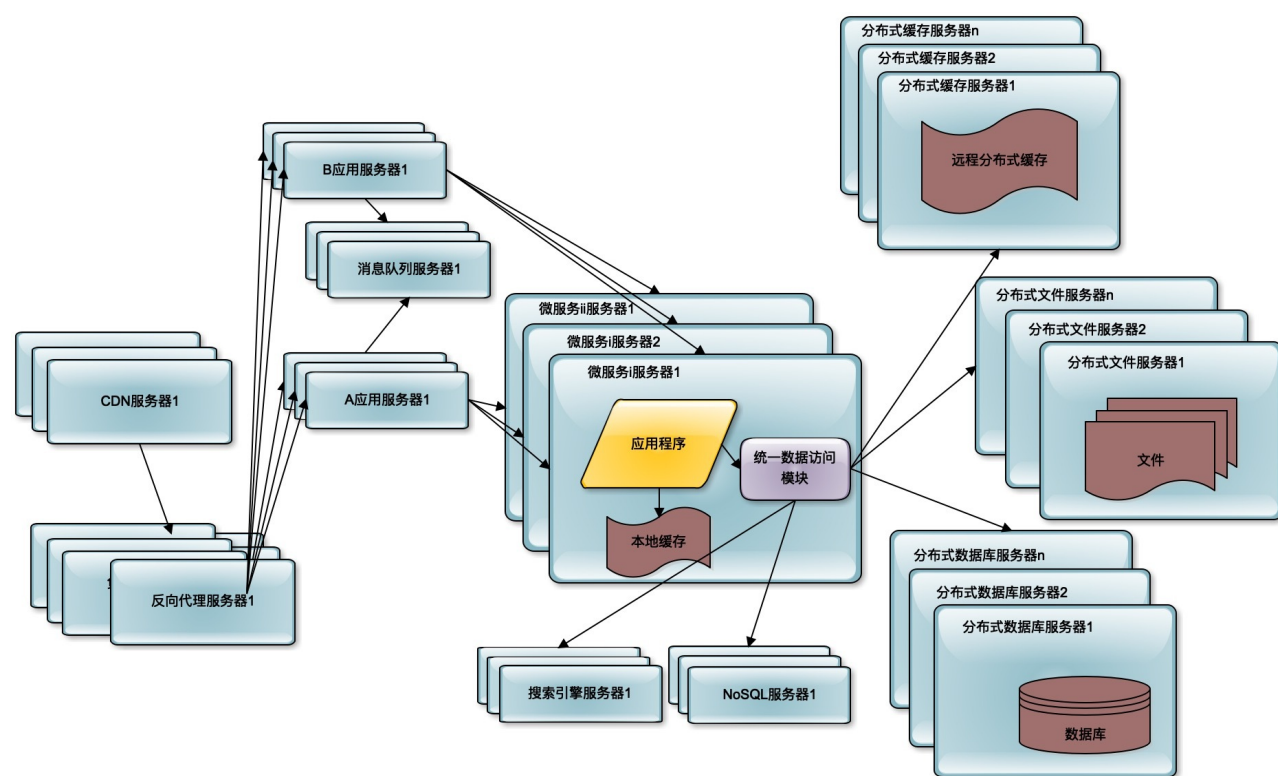 分布式缓存服务器n
分布式缓存服务器2
分布式缓存服务器1
远程分布式缓存
B应用服务器1
消息队列服务器1
微服务ii服务器1
微服务i服务器2
微服务i服务器1
分布式文件服务器n
分布式文件服务器2
分布式文件服务器1
文件
CDN服务器1
A应用服务器1
应用程序
统一数据访问
模块
本地缓存
反向代理服务器1
分布式数据库服务器n
分布式数据库服务器2
分布式数据库服务器1
数据库
搜索引擎服务器1
NoSQL服务器1